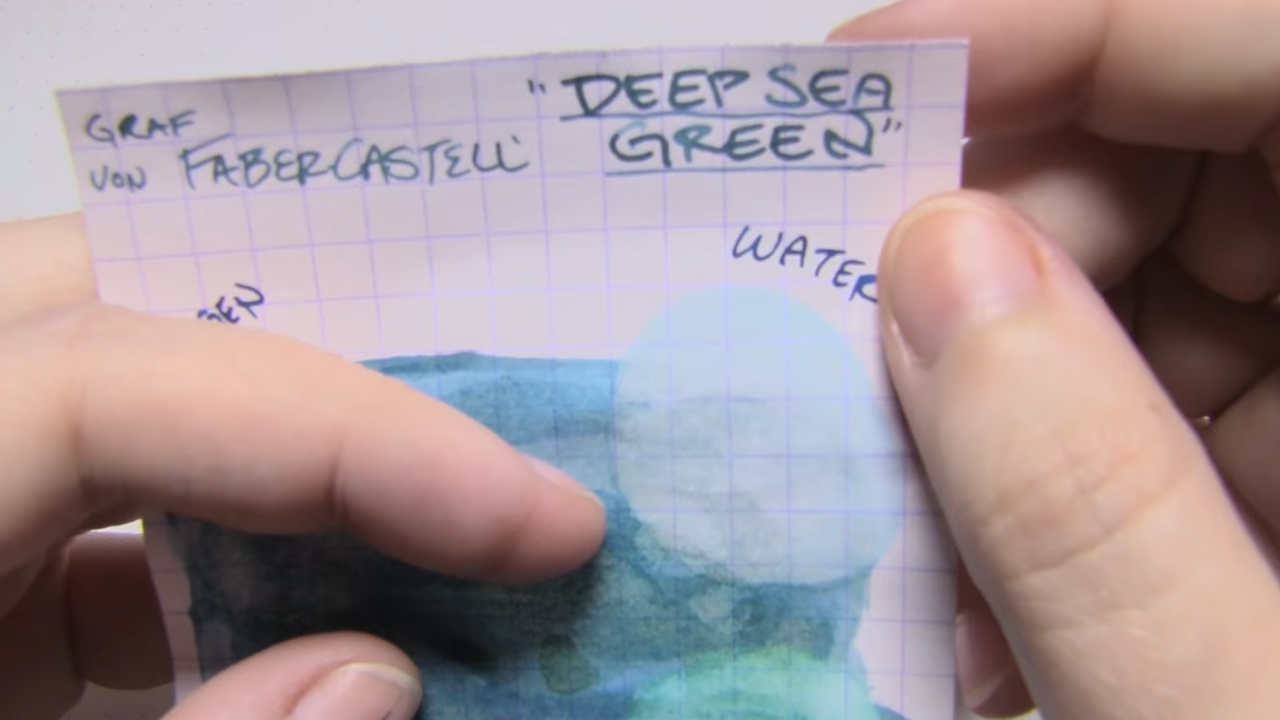 GRAF
VON FABERCASTELL
"DEEP SEA
GREEN"
WATER